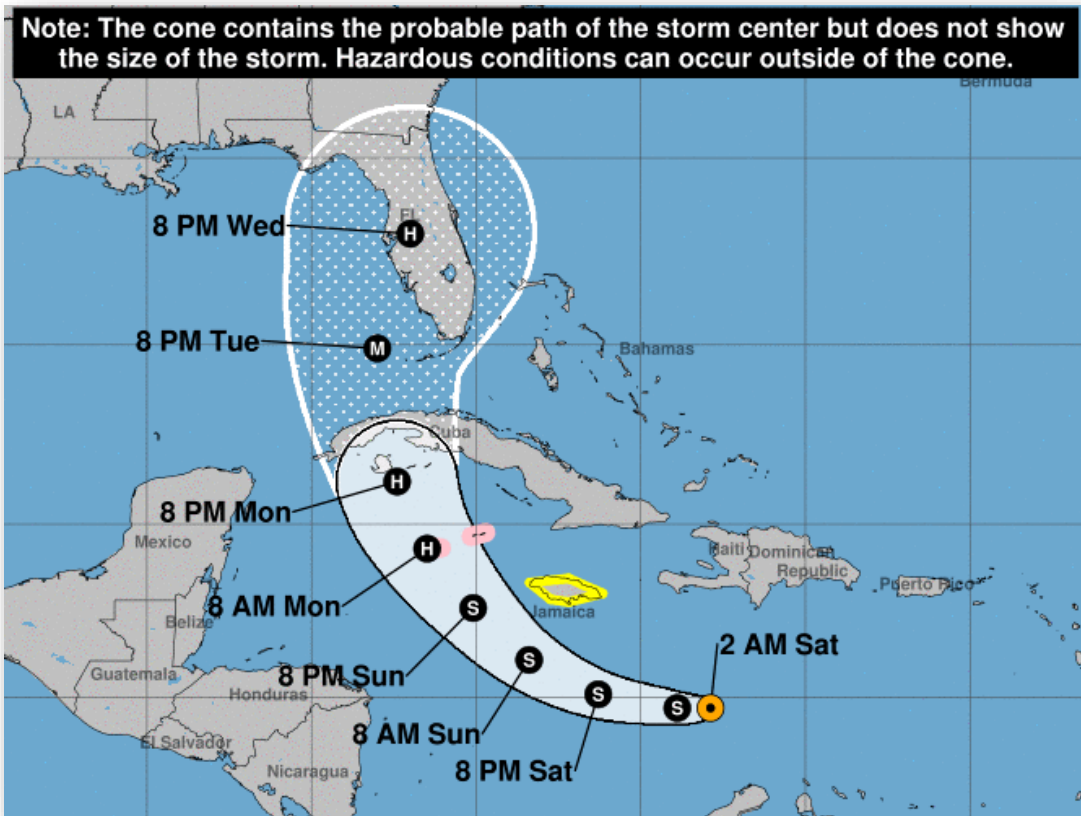 Note: The cone contains the probable path of the storm center but does not show
the size of the storm. Hazardous conditions can occur outside of the cone.
Bermuda
LA
FL
8 PM Wed
H
8 PM Tue
M
Bahamas
Cuba
H
8 PM Mon
Mexico
H
Haiti
Dominican
Republic
Puerto Rico
8 AM Mon
S
Jamaica
Belize
2 AM Sat
Guatemala
8 PM Sun
S
Honduras
S
S
8 AM Sun
El Salvador
8 PM Sat
Nicaragua